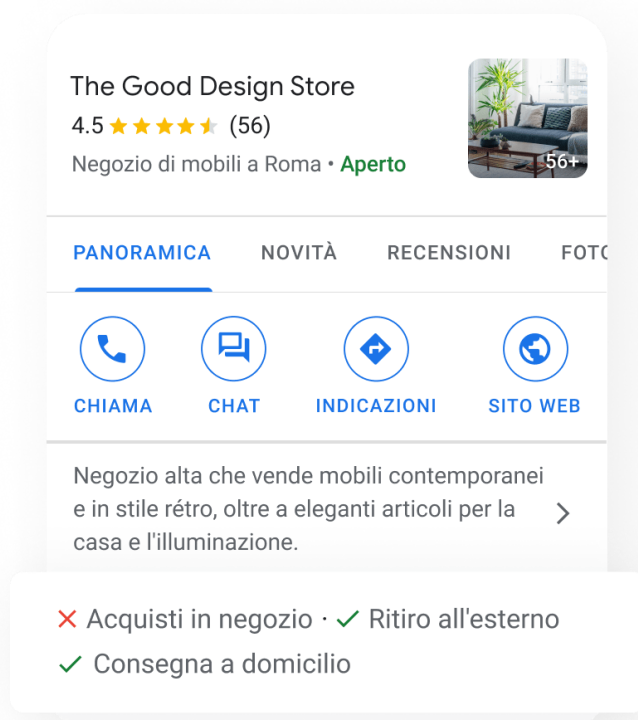 The Good Design Store
4.5 (56)
Negozio di mobili a Roma • Aperto
56+
PANORAMICA NOVITÀ RECENSIONI FOTO
CHIAMA CHAT INDICAZIONI SITO WEB
Negozio alta che vende mobili contemporanei
e in stile rétro, oltre a eleganti articoli per la
casa e l'illuminazione.
Acquisti in negozio · Ritiro all'esterno
Consegna a domicilio